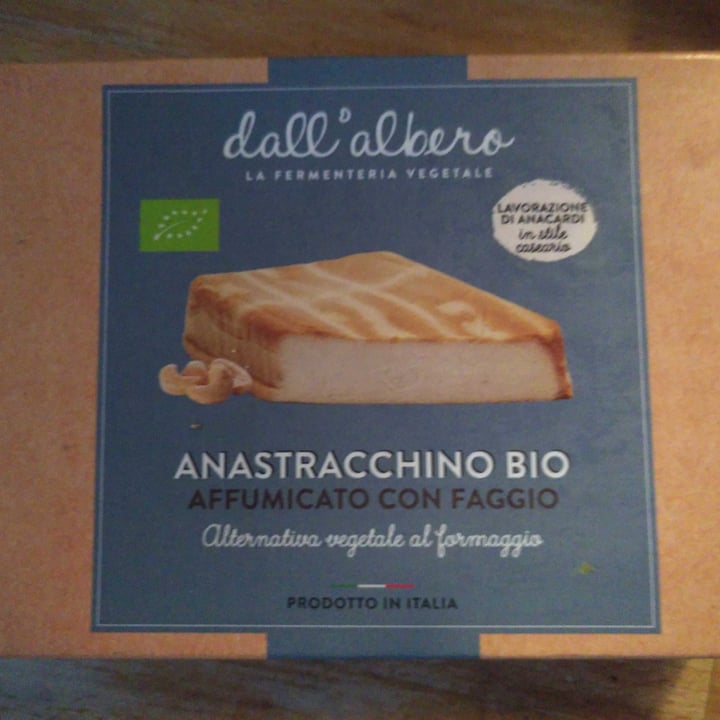 dall'albero
LA FERMENTERIA VEGETALE
LAVORAZIONE
DI ANACARDI
in stile
caseario
ANASTRACCHINO BIO
AFFUMICATO CON FAGGIO
Alternativa vegetale al formaggio
PRODOTTO IN ITALIA